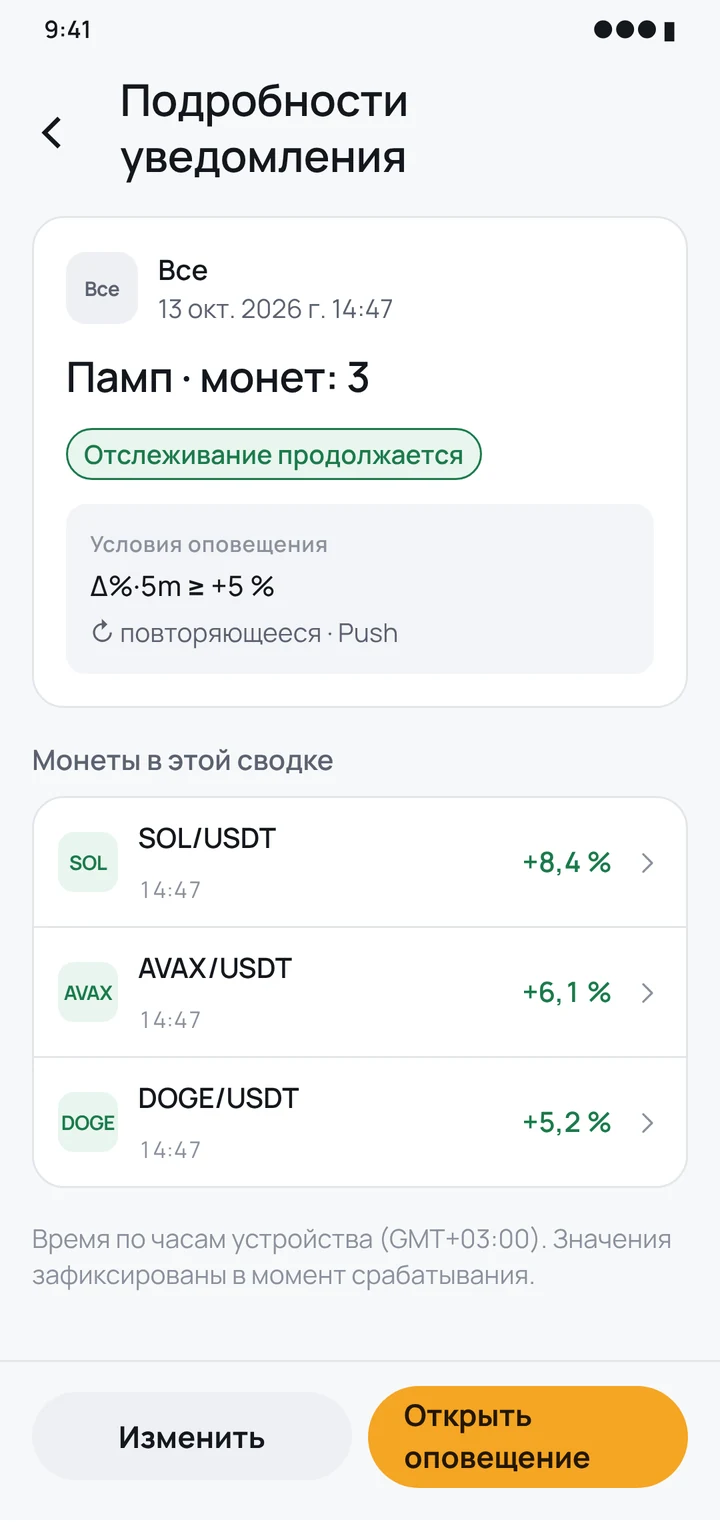 9:41
Подробности
уведомления
Все
Все
13 окт. 2026 г. 14:47
Памп · монет: 3
Отслеживание продолжается
Условия оповещения
Δ%·5m ≥ +5 %
↻ повторяющееся · Push
Монеты в этой сводке
SOL
SOL/USDT
14:47
+8,4 %
AVAX
AVAX/USDT
14:47
+6,1 %
DOGE
DOGE/USDT
14:47
+5,2 %
Время по часам устройства (GMT+03:00). Значения
зафиксированы в момент срабатывания.
Изменить
Открыть
оповещение